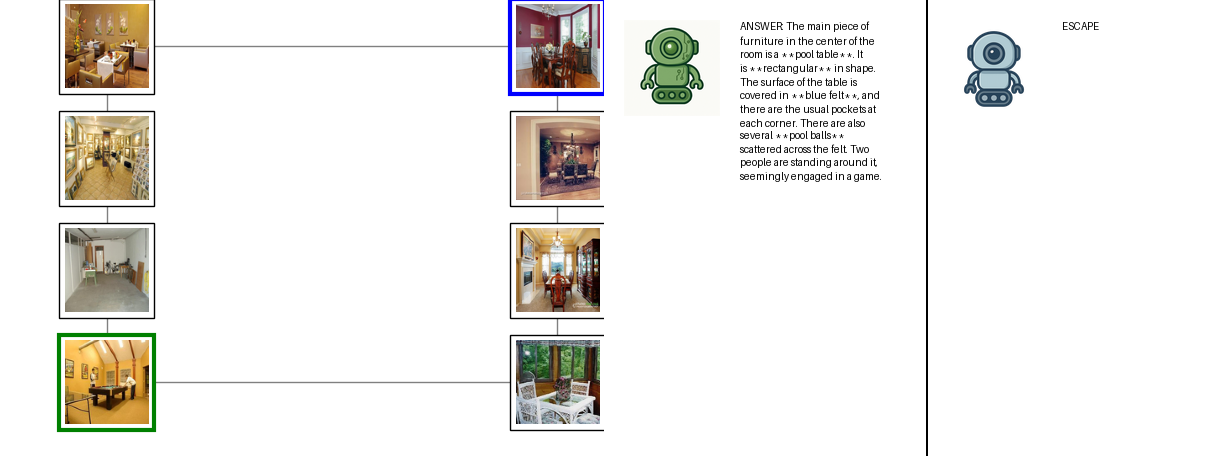 ANSWER: The main piece of
furniture in the center of the
room is a **pool table**. It
is **rectangular** in shape.
The surface of the table is
covered in **blue felt**, and
there are the usual pockets at
each corner. There are also
several **pool balls**
scattered across the felt. Two
people are standing around it,
seemingly engaged in a game.
ESCAPE